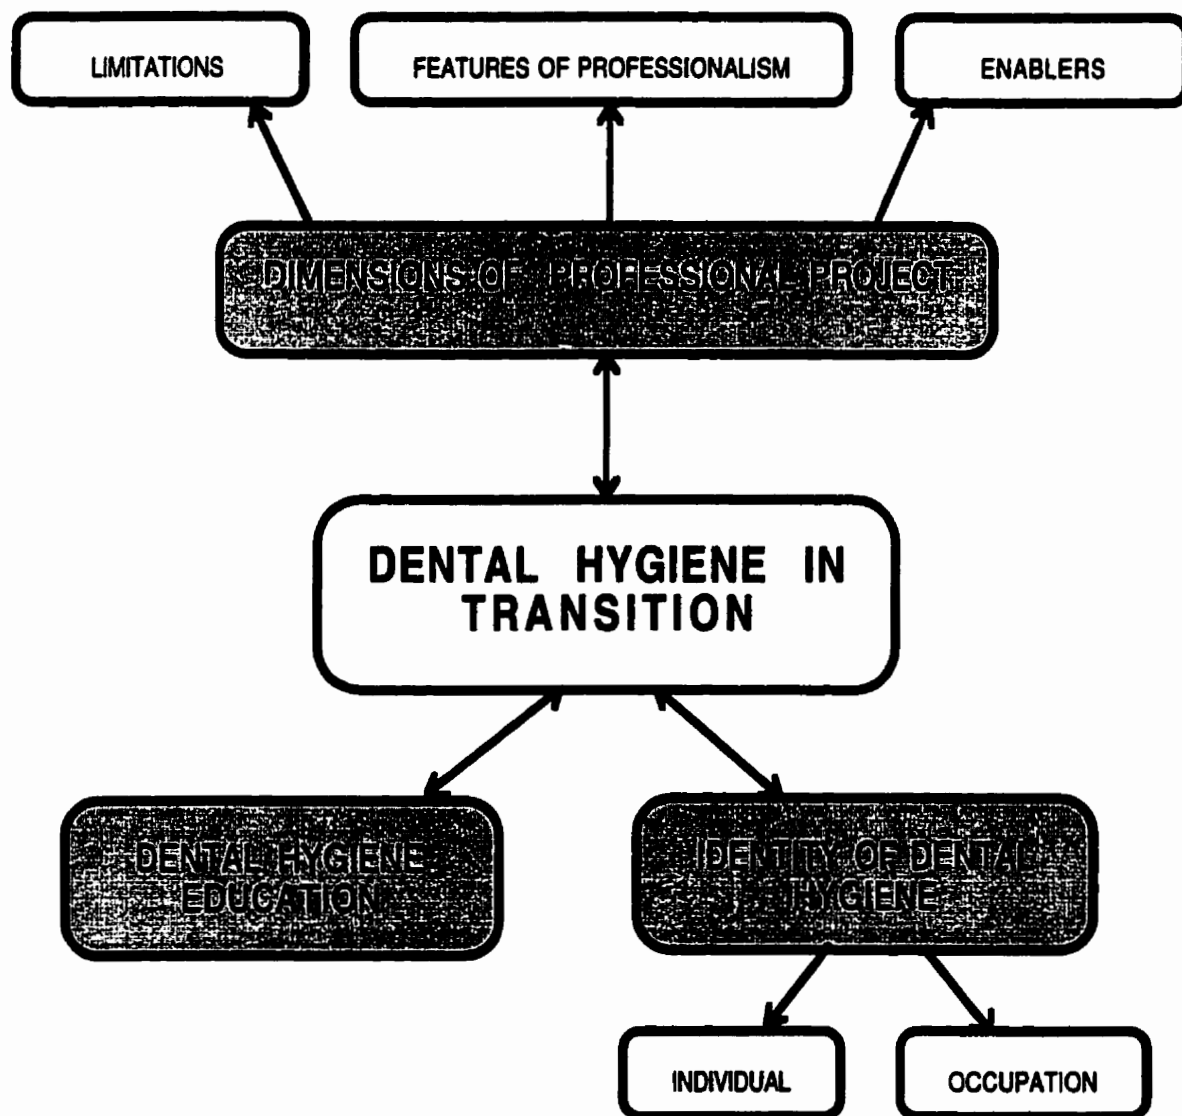 LIMITATIONS
FEATURES OF PROFESSIONALISM
ENABLERS
DIMENSIONS OF PROFESSIONAL PROJECT
DENTAL HYGIENE IN
TRANSITION
DENTAL HYGIENE
EDUCATION
IDENTITY OF DENTAL
HYGIENE
INDIVIDUAL
OCCUPATION